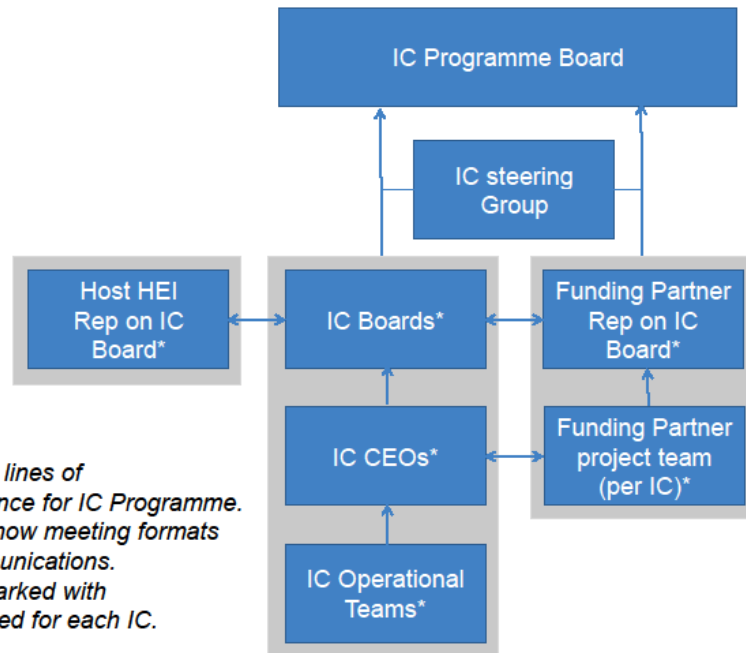 IC Programme Board
IC steering
Group
Host HEI
Rep on IC
Board*
IC Boards*
Funding Partner
Rep on IC
Board*
IC CEOs*
Funding Partner
project team
(per IC)*
IC Operational
Teams*
lines of
nce for IC Programme.
how meeting formats
unications.
arked with
ed for each IC.